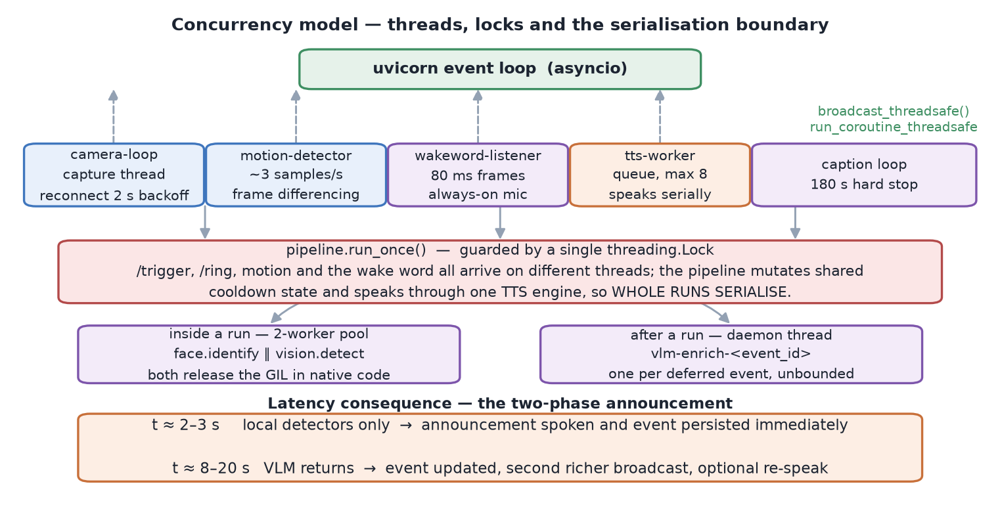 Concurrency model — threads, locks and the serialisation boundary
uvicorn event loop (asyncio)
broadcast_threadsafe()
run_coroutine_threadsafe
camera-loop
capture thread
reconnect 2 s backoff
motion-detector
~3 samples/s
frame differencing
wakeword-listener
80 ms frames
always-on mic
tts-worker
queue, max 8
speaks serially
caption loop
180 s hard stop
pipeline.run_once() — guarded by a single threading.Lock
/trigger, /ring, motion and the wake word all arrive on different threads; the pipeline mutates shared
cooldown state and speaks through one TTS engine, so WHOLE RUNS SERIALISE.
inside a run — 2-worker pool
face.identify ∥ vision.detect
both release the GIL in native code
after a run — daemon thread
vlm-enrich-<event_id>
one per deferred event, unbounded
Latency consequence — the two-phase announcement
t ≈ 2–3 s local detectors only → announcement spoken and event persisted immediately
t ≈ 8–20 s VLM returns → event updated, second richer broadcast, optional re-speak